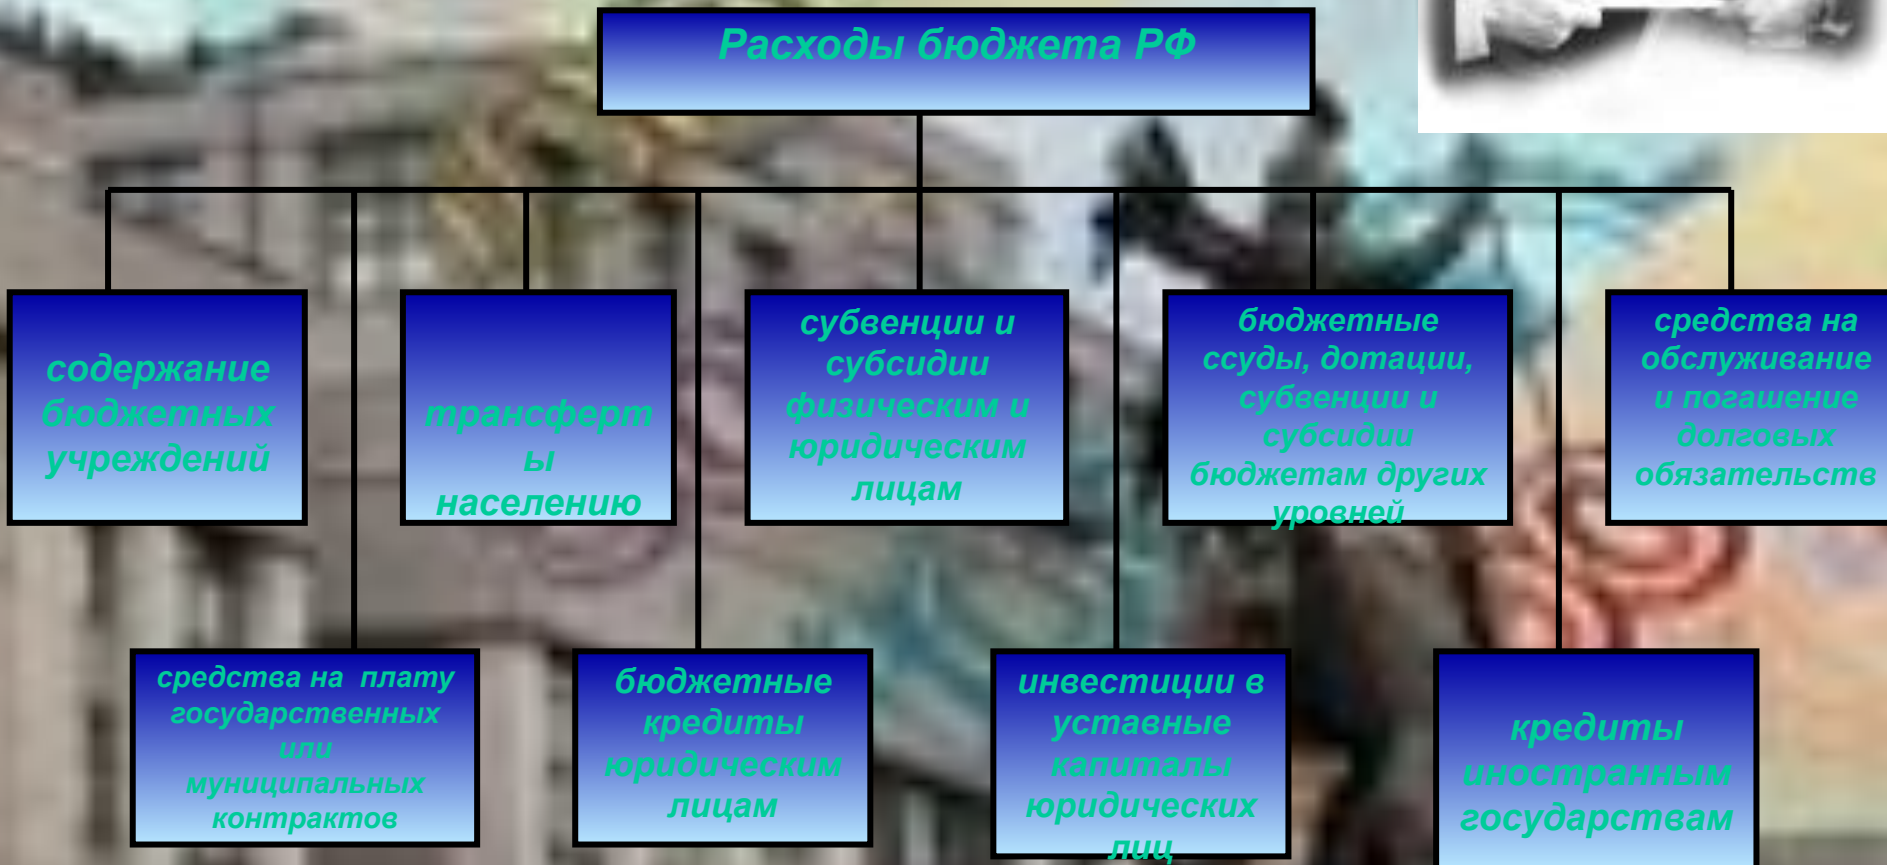 Расходы бюджета РФ
содержание
бюджетных
учреждений
трансферт
ы
населению
субвенции и
субсидии
физическим и
юридическим
лицам
бюджетные
ссуды, дотации,
субвенции и
субсидии
бюджетам других
уровней
средства на
обслуживание
и погашение
долговых
обязательств
средства на плату
государственных
или
муниципальных
контрактов
бюджетные
кредиты
юридическим
лицам
инвестиции в
уставные
капиталы
юридических
лиц
кредиты
иностранным
государствам